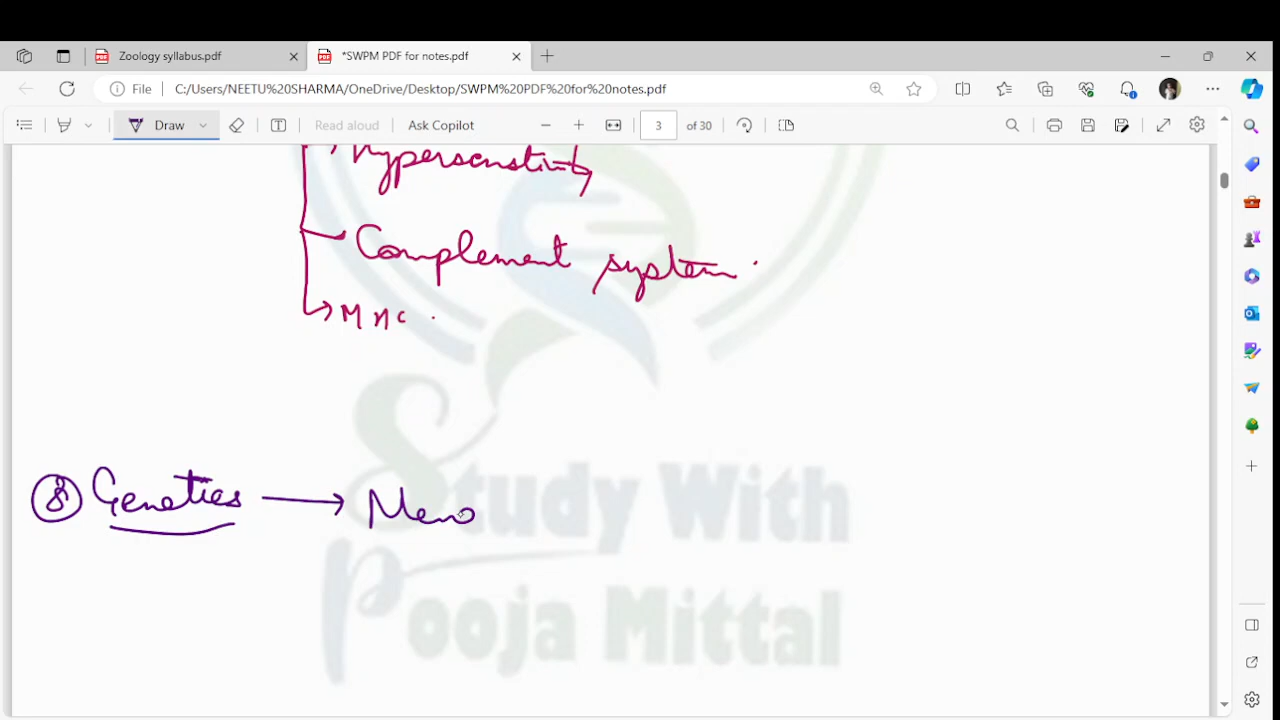 Zoology syllabus.pdf
*SWPM PDF for notes.pdf
File
C:/Users/NEETU%20SHARMA/OneDrive/Desktop/SWPM%20PDF%20for%20notes.pdf
Draw
Read aloud
Ask Copilot
3
of 30
Complement system
MHC
8 Genetics → Men
Study With
Pooja Mittal